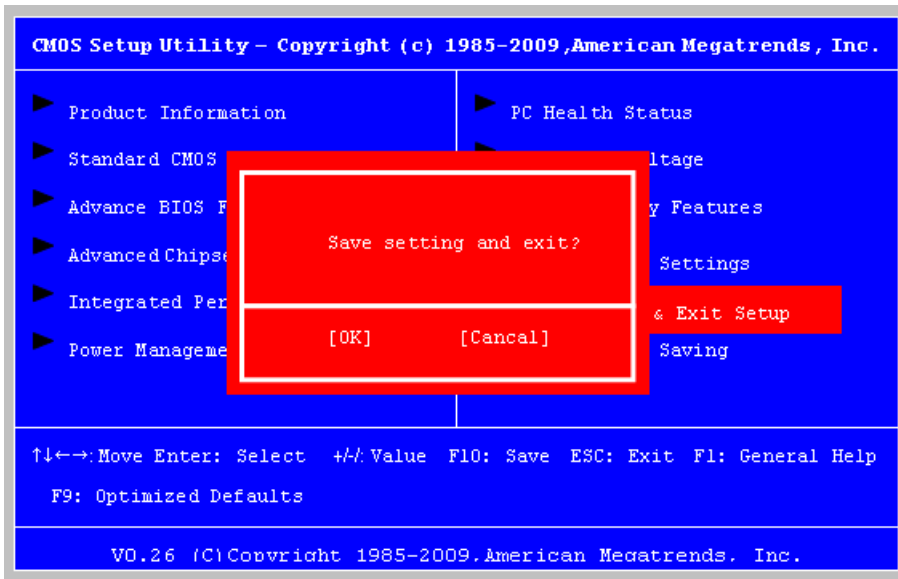 CMOS Setup Utility – Copyright (c) 1985-2009,American Megatrends, Inc.
Product Information
Standard CMOS
Advance BIOS F
Advanced Chipse
Integrated Per
Power Manageme
PC Health Status
ltage
y Features
Settings
& Exit Setup
Saving
Save setting and exit?
[OK] [Cancal]
↑↓←→:Move Enter: Select +/-/: Value F10: Save ESC: Exit F1: General Help
F9: Optimized Defaults
V0.26 (C)Copyright 1985-2009,American Megatrends, Inc.